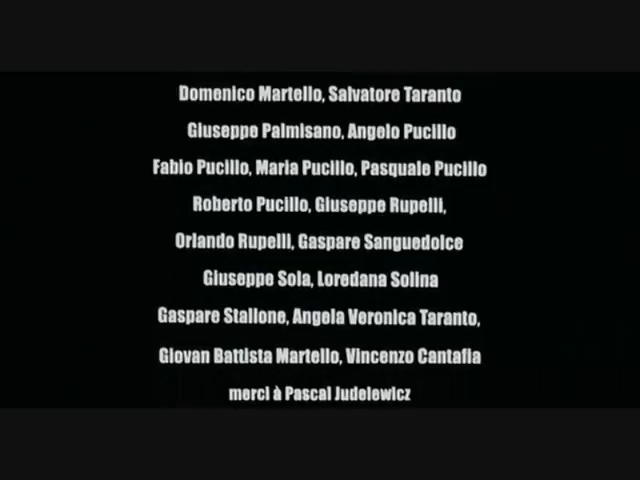 Domenico Martello, Salvatore Taranto
Giuseppe Palmisano, Angelo Pucillo
Fabio Pucillo, Maria Pucillo, Pasquale Pucillo
Roberto Pucillo, Giuseppe Rupelli,
Orlando Rupelli, Gaspare Sanguedolce
Giuseppe Sola, Loredana Solina
Gaspare Stallone, Angela Veronica Taranto,
Giovan Battista Martello, Vincenzo Cantafia
merci à Pascal Judelewicz